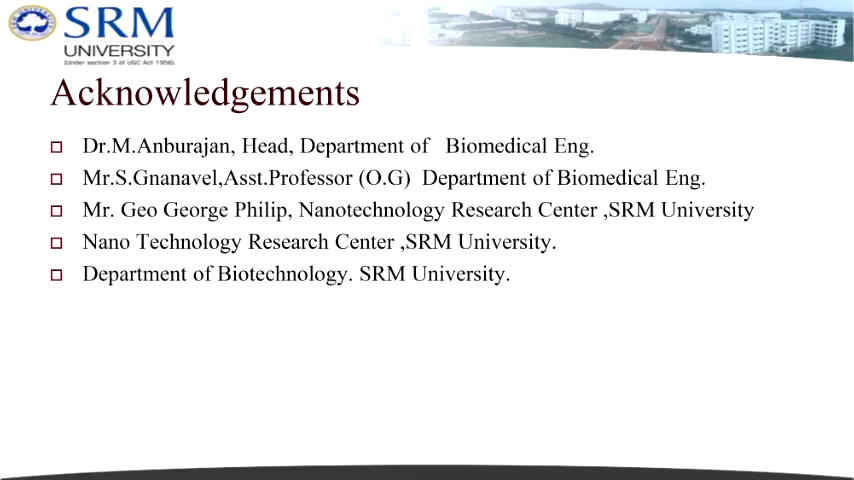 SRM
UNIVERSITY
(Under section 3 of UGC Act 1956)
Acknowledgements
Dr.M.Anburajan, Head, Department of Biomedical Eng.
Mr.S.Gnanavel,Asst.Professor (O.G) Department of Biomedical Eng.
Mr. Geo George Philip, Nanotechnology Research Center ,SRM University
Nano Technology Research Center ,SRM University.
Department of Biotechnology. SRM University.